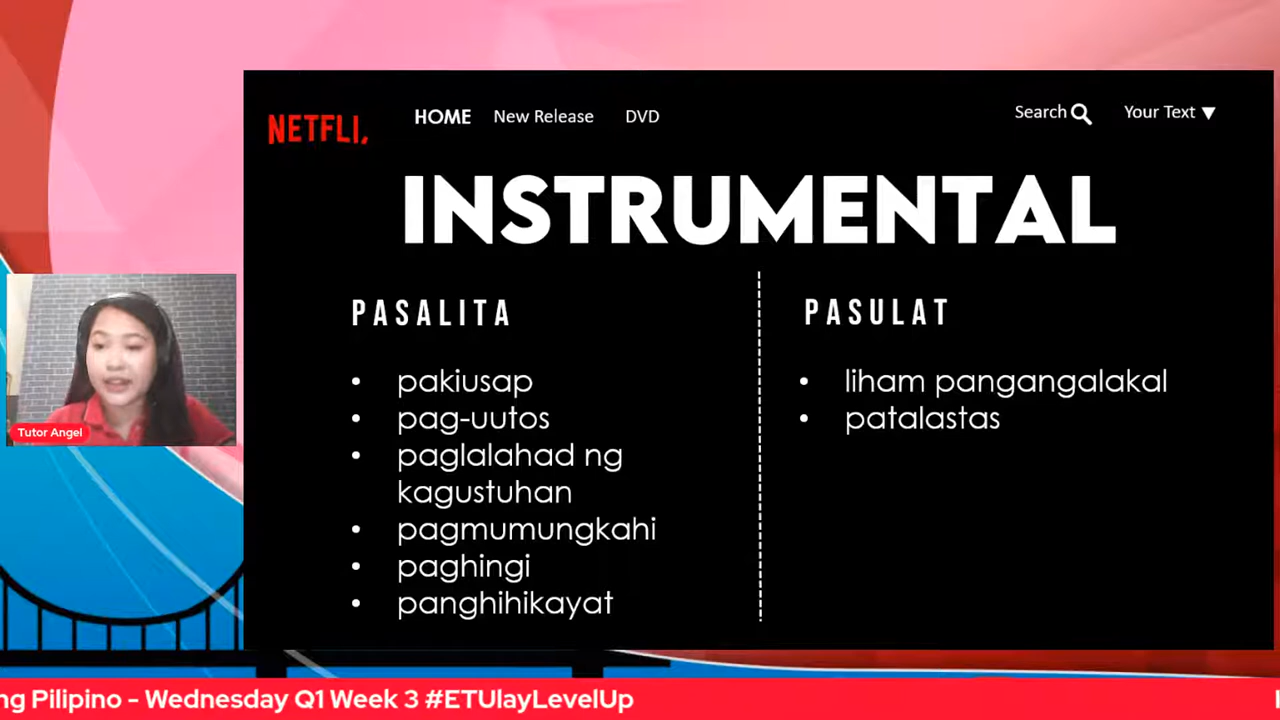 NETFLI,
HOME New Release DVD
Search Your Text
INSTRUMENTAL
PASALITA
• pakiusap
• pag-uutos
• paglalahad ng
kagustuhan
• pagmumungkahi
• paghingi
• panghihikayat
PASULAT
• liham pangangalakal
• patalastas
Tutor Angel
ng Pilipino - Wednesday Q1 Week 3 #ETUlayLevelUp